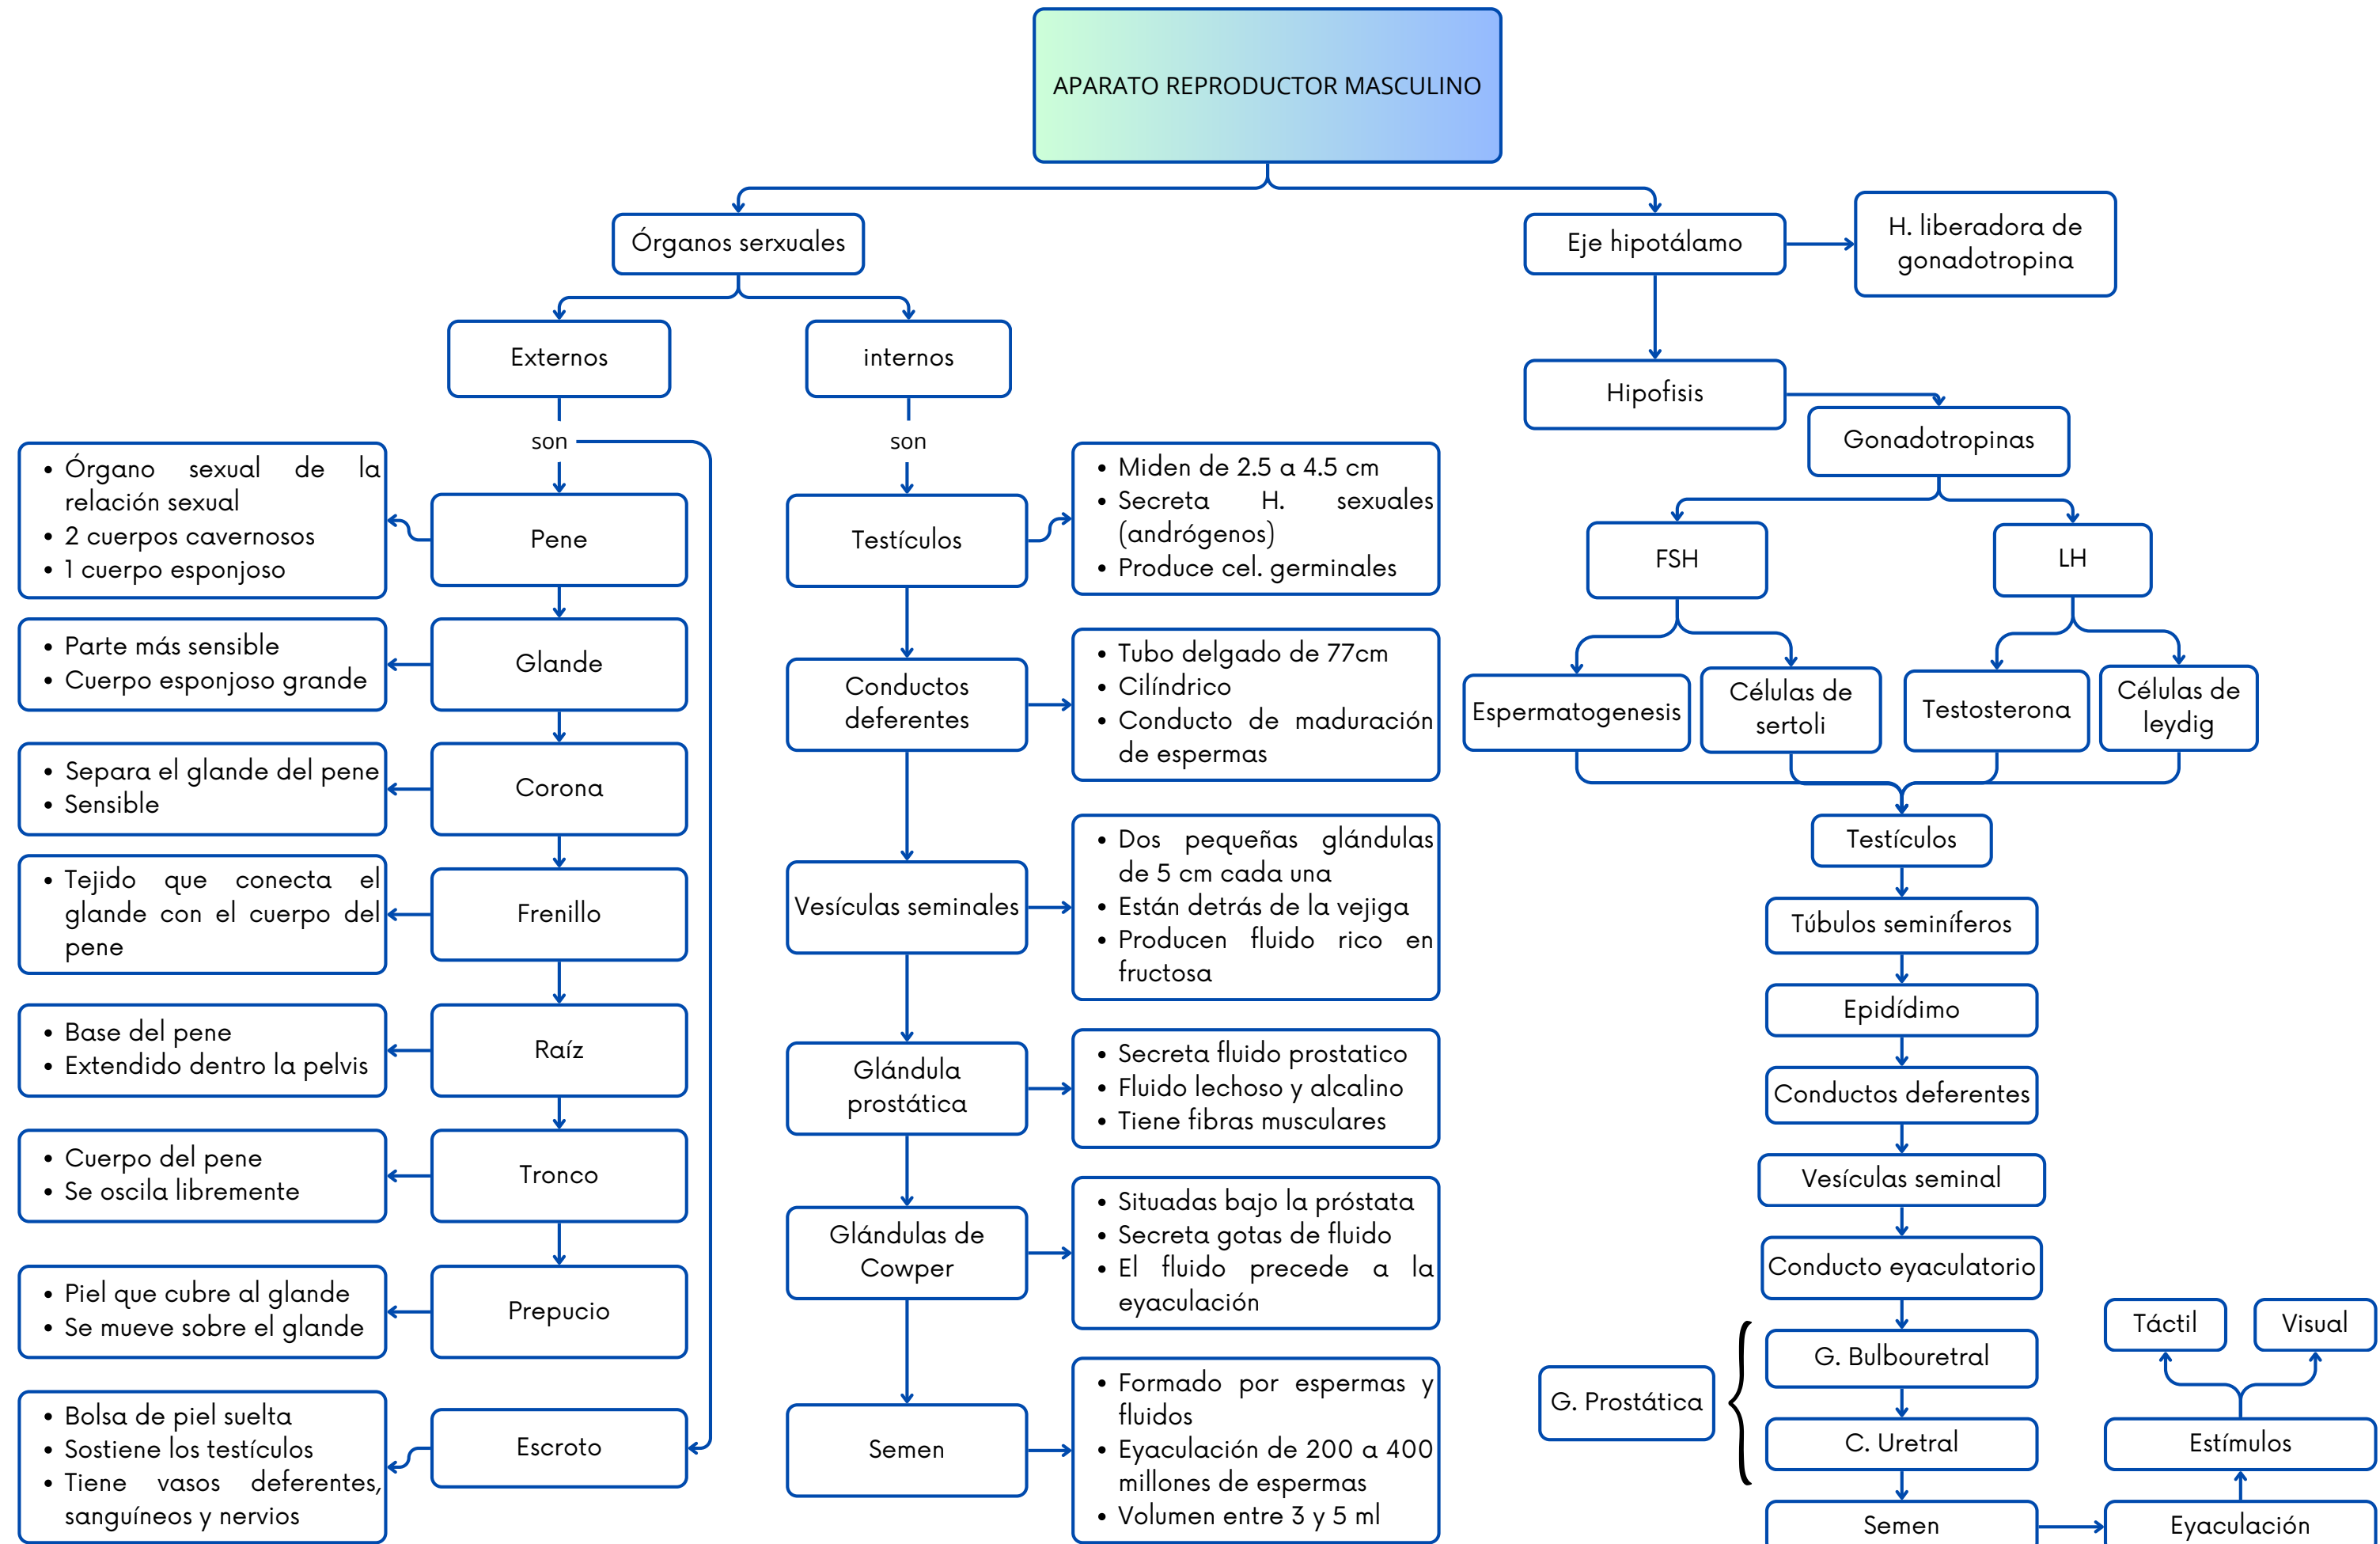 APARATO REPRODUCTOR MASCULINO
Órganos serxuales
Externos
son
• Órgano sexual de la
relación sexual
• 2 cuerpos cavernosos
• 1 cuerpo esponjoso
Pene
• Parte más sensible
• Cuerpo esponjoso grande
Glande
• Separa el glande del pene
• Sensible
Corona
• Tejido que conecta el
glande con el cuerpo del
pene
Frenillo
• Base del pene
• Extendido dentro la pelvis
Raíz
• Cuerpo del pene
• Se oscila libremente
Tronco
• Piel que cubre al glande
• Se mueve sobre el glande
Prepucio
• Bolsa de piel suelta
• Sostiene los testículos
• Tiene vasos deferentes,
sanguíneos y nervios
Escroto
internos
son
Testículos
• Miden de 2.5 a 4.5 cm
• Secreta H. sexuales
(andrógenos)
• Produce cel. germinales
Conductos
deferentes
• Tubo delgado de 77cm
• Cilíndrico
• Conducto de maduración
de espermas
Vesículas seminales
• Dos pequeñas glándulas
de 5 cm cada una
• Están detrás de la vejiga
• Producen fluido rico en
fructosa
Glándula
prostática
• Secreta fluido prostatico
• Fluido lechoso y alcalino
• Tiene fibras musculares
Glándulas de
Cowper
• Situadas bajo la próstata
• Secreta gotas de fluido
• El fluido precede a la
eyaculación
Semen
• Formado por espermas y
fluidos
• Eyaculación de 200 a 400
millones de espermas
• Volumen entre 3 y 5 ml
Eje hipotálamo
H. liberadora de
gonadotropina
Hipofisis
Gonadotropinas
FSH
LH
Espermatogenesis
Células de
sertoli
Testosterona
Células de
leydig
Testículos
Túbulos seminíferos
Epidídimo
Conductos deferentes
Vesículas seminal
Conducto eyaculatorio
G. Prostática
G. Bulbouretral
C. Uretral
Semen
Táctil
Visual
Estímulos
Eyaculación